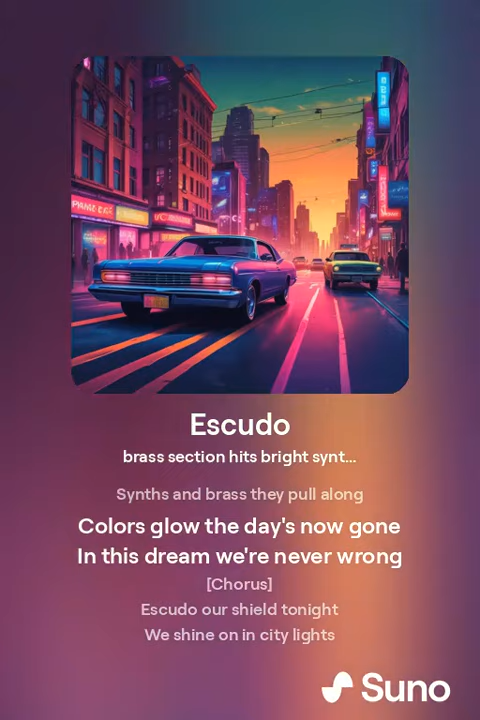 Escudo
brass section hits bright synt...
Synths and brass they pull along
Colors glow the day's now gone
In this dream we're never wrong
[Chorus]
Escudo our shield tonight
We shine on in city lights
Suno